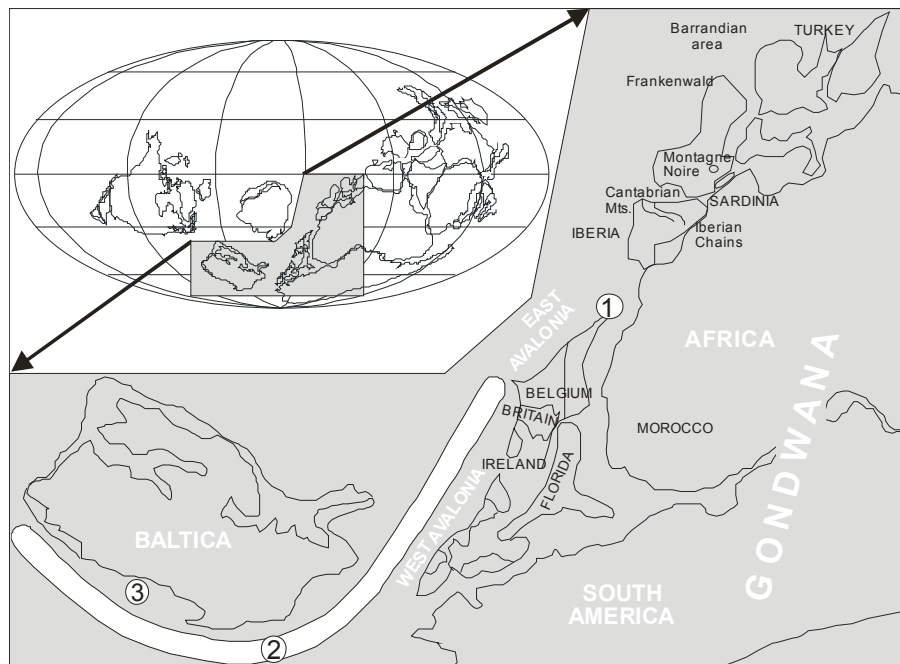 Barrandian
area
TURKEY
Frankenwald
Montagne
Noire
Cantabrian
Mts.
SARDINIA
IBERIA
Iberian
Chains
1
EAST
AVALONIA
AFRICA
GONDWANA
BELGIUM
BRITAIN
MOROCCO
IRELAND
FLORIDA
WEST AVALONIA
BALTICA
3
SOUTH
AMERICA
2